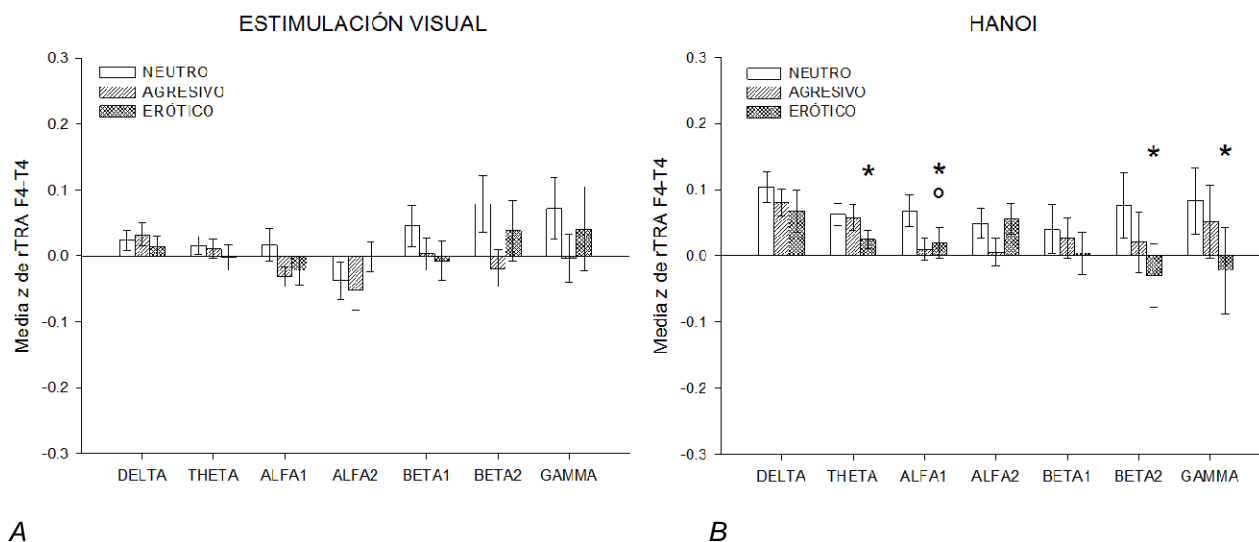 ESTIMULACIÓN VISUAL
Media z de rTRA F4-T4
0.3
0.2
0.1
0.0
-0.1
-0.2
-0.3
NEUTRO
AGRESIVO
ERÓTICO
DELTA THETA ALFA1 ALFA2 BETA1 BETA2 GAMMA
A
HANOI
Media z de rTRA F4-T4
0.3
0.2
0.1
0.0
-0.1
-0.2
-0.3
NEUTRO
AGRESIVO
ERÓTICO
* * * *
DELTA THETA ALFA1 ALFA2 BETA1 BETA2 GAMMA
B